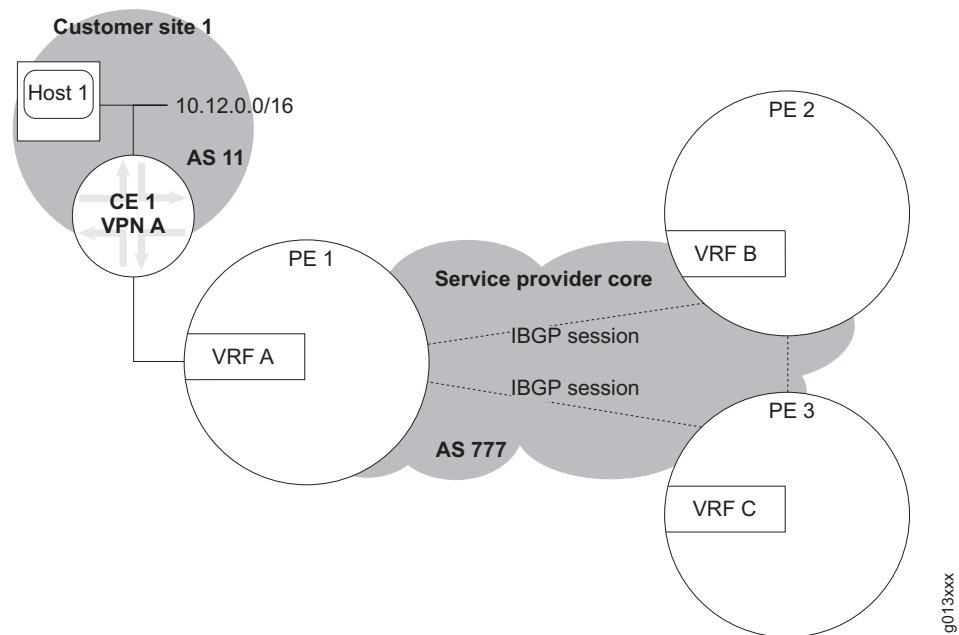 Customer site 1
Host 1
10.12.0.0/16
AS 11
CE 1
VPN A
PE 1
VRF A
Service provider core
IBGP session
IBGP session
AS 777
PE 2
VRF B
PE 3
VRF C
g013xxx